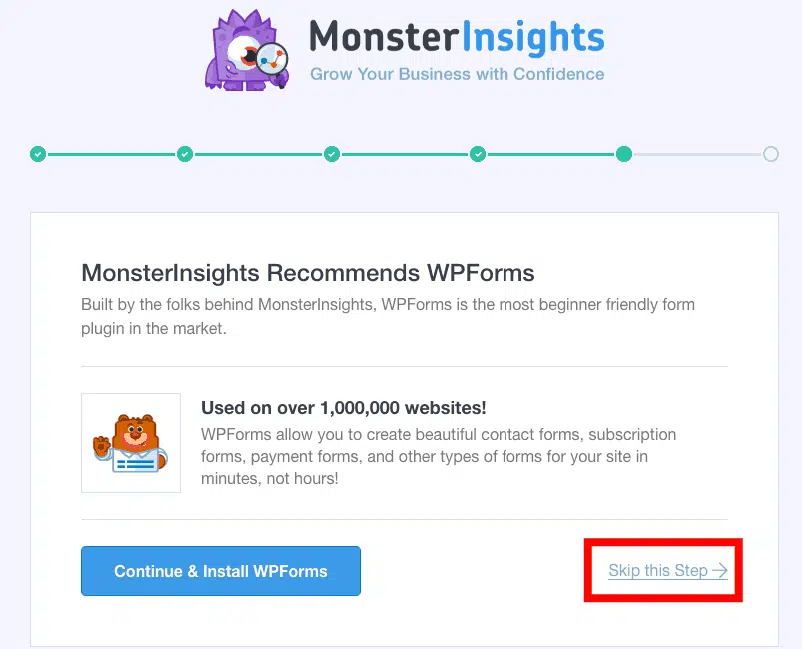 MonsterInsights
Grow Your Business with Confidence
MonsterInsights Recommends WPForms
Built by the folks behind MonsterInsights, WPForms is the most beginner friendly form
plugin in the market.
Used on over 1,000,000 websites!
WPForms allow you to create beautiful contact forms, subscription
forms, payment forms, and other types of forms for your site in
minutes, not hours!
Continue & Install WPForms
Skip this Step →